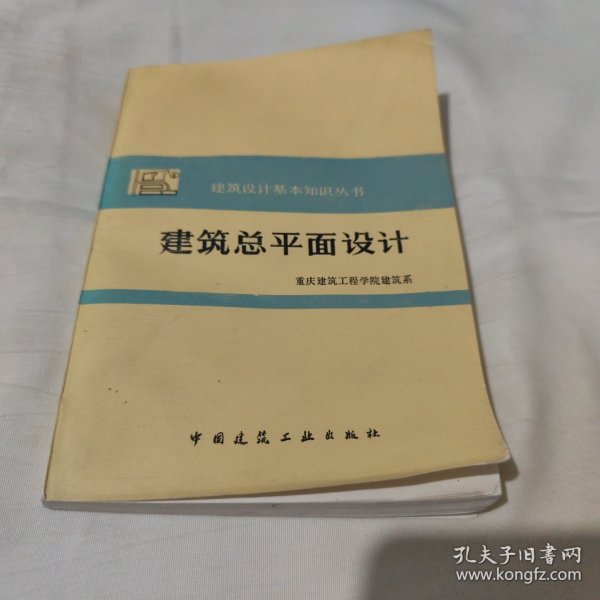 建筑设计基本知识丛书
建筑总平面设计
重庆建筑工程学院建筑系
中国建筑工业出版社
孔夫子旧书网
www.kongfz.com